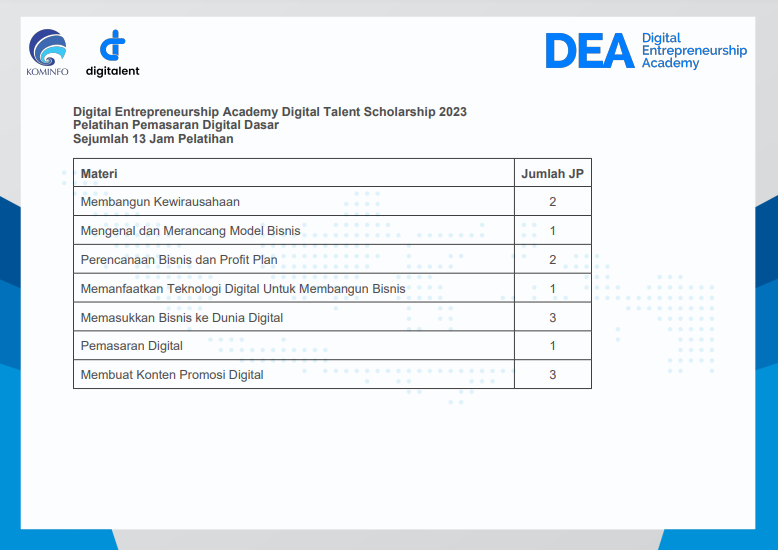 KOMINFO
digitalent
DEA
Digital
Entrepreneurship
Academy
Digital Entrepreneurship Academy Digital Talent Scholarship 2023
Pelatihan Pemasaran Digital Dasar
Sejumlah 13 Jam Pelatihan
Materi Jumlah JP
Membangun Kewirausahaan 2
Mengenal dan Merancang Model Bisnis 1
Perencanaan Bisnis dan Profit Plan 2
Memanfaatkan Teknologi Digital Untuk Membangun Bisnis 1
Memasukkan Bisnis ke Dunia Digital 3
Pemasaran Digital 1
Membuat Konten Promosi Digital 3